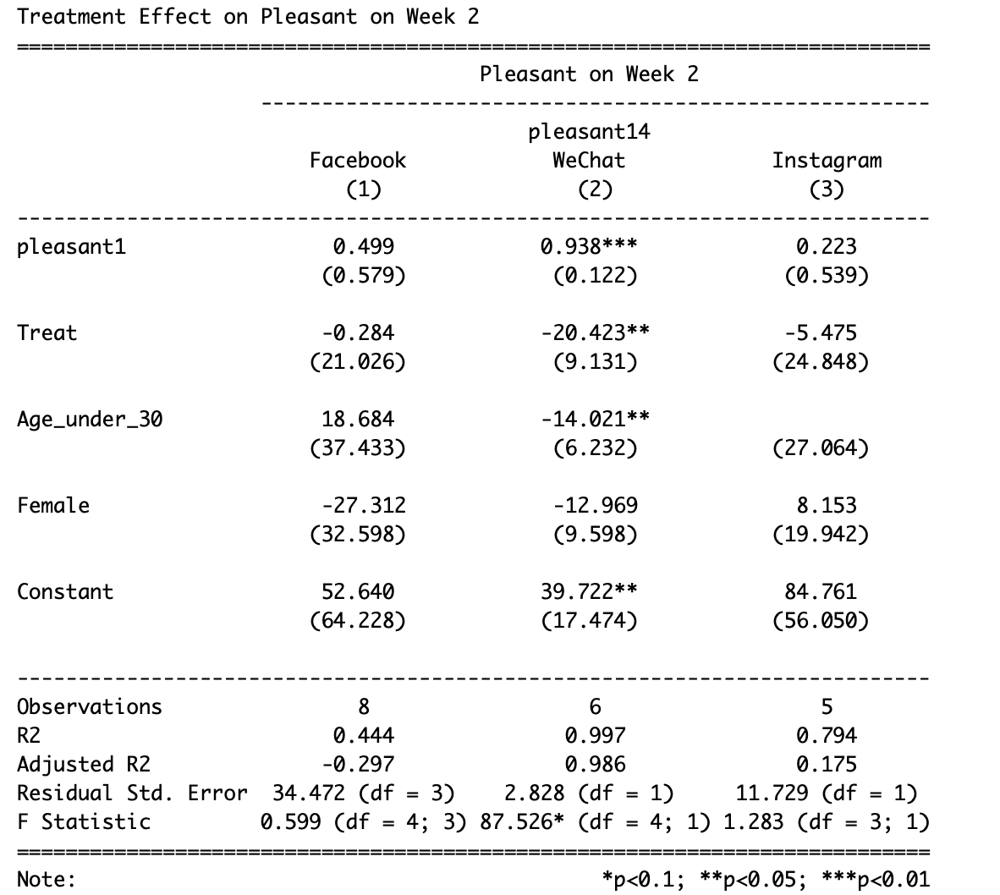 Treatment Effect on Pleasant on Week 2
===========================================================================
Pleasant on Week 2
-------------------------------------------------------
pleasant14
Facebook WeChat Instagram
(1) (2) (3)
---------------------------------------------------------------------------
pleasant1 0.499 0.938*** 0.223
(0.579) (0.122) (0.539)
Treat -0.284 -20.423** -5.475
(21.026) (9.131) (24.848)
Age_under_30 18.684 -14.021**
(37.433) (6.232) (27.064)
Female -27.312 -12.969 8.153
(32.598) (9.598) (19.942)
Constant 52.640 39.722** 84.761
(64.228) (17.474) (56.050)
---------------------------------------------------------------------------
Observations 8 6 5
R2 0.444 0.997 0.794
Adjusted R2 -0.297 0.986 0.175
Residual Std. Error 34.472 (df = 3) 2.828 (df = 1) 11.729 (df = 1)
F Statistic 0.599 (df = 4; 3) 87.526* (df = 4; 1) 1.283 (df = 3; 1)
===========================================================================
Note: *p<0.1; **p<0.05; ***p<0.01